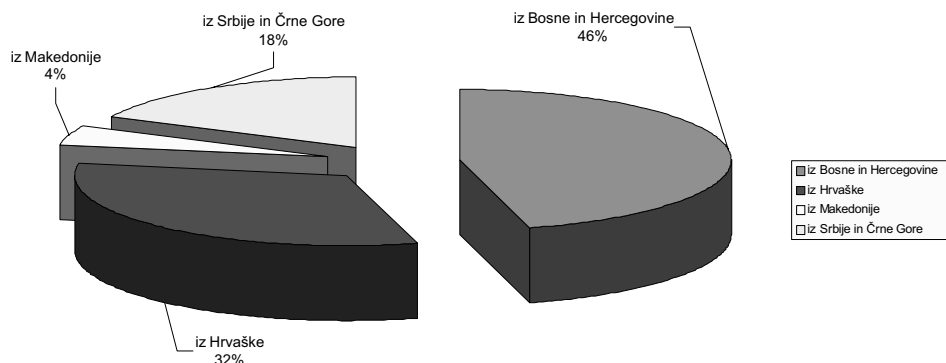 iz Srbije in Črne Gore
18%
iz Bosne in Hercegovine
46%
iz Makedonije
4%
iz Bosne in Hercegovine
iz Hrvaške
iz Makedonije
iz Srbije in Črne Gore
iz Hrvaške
32%